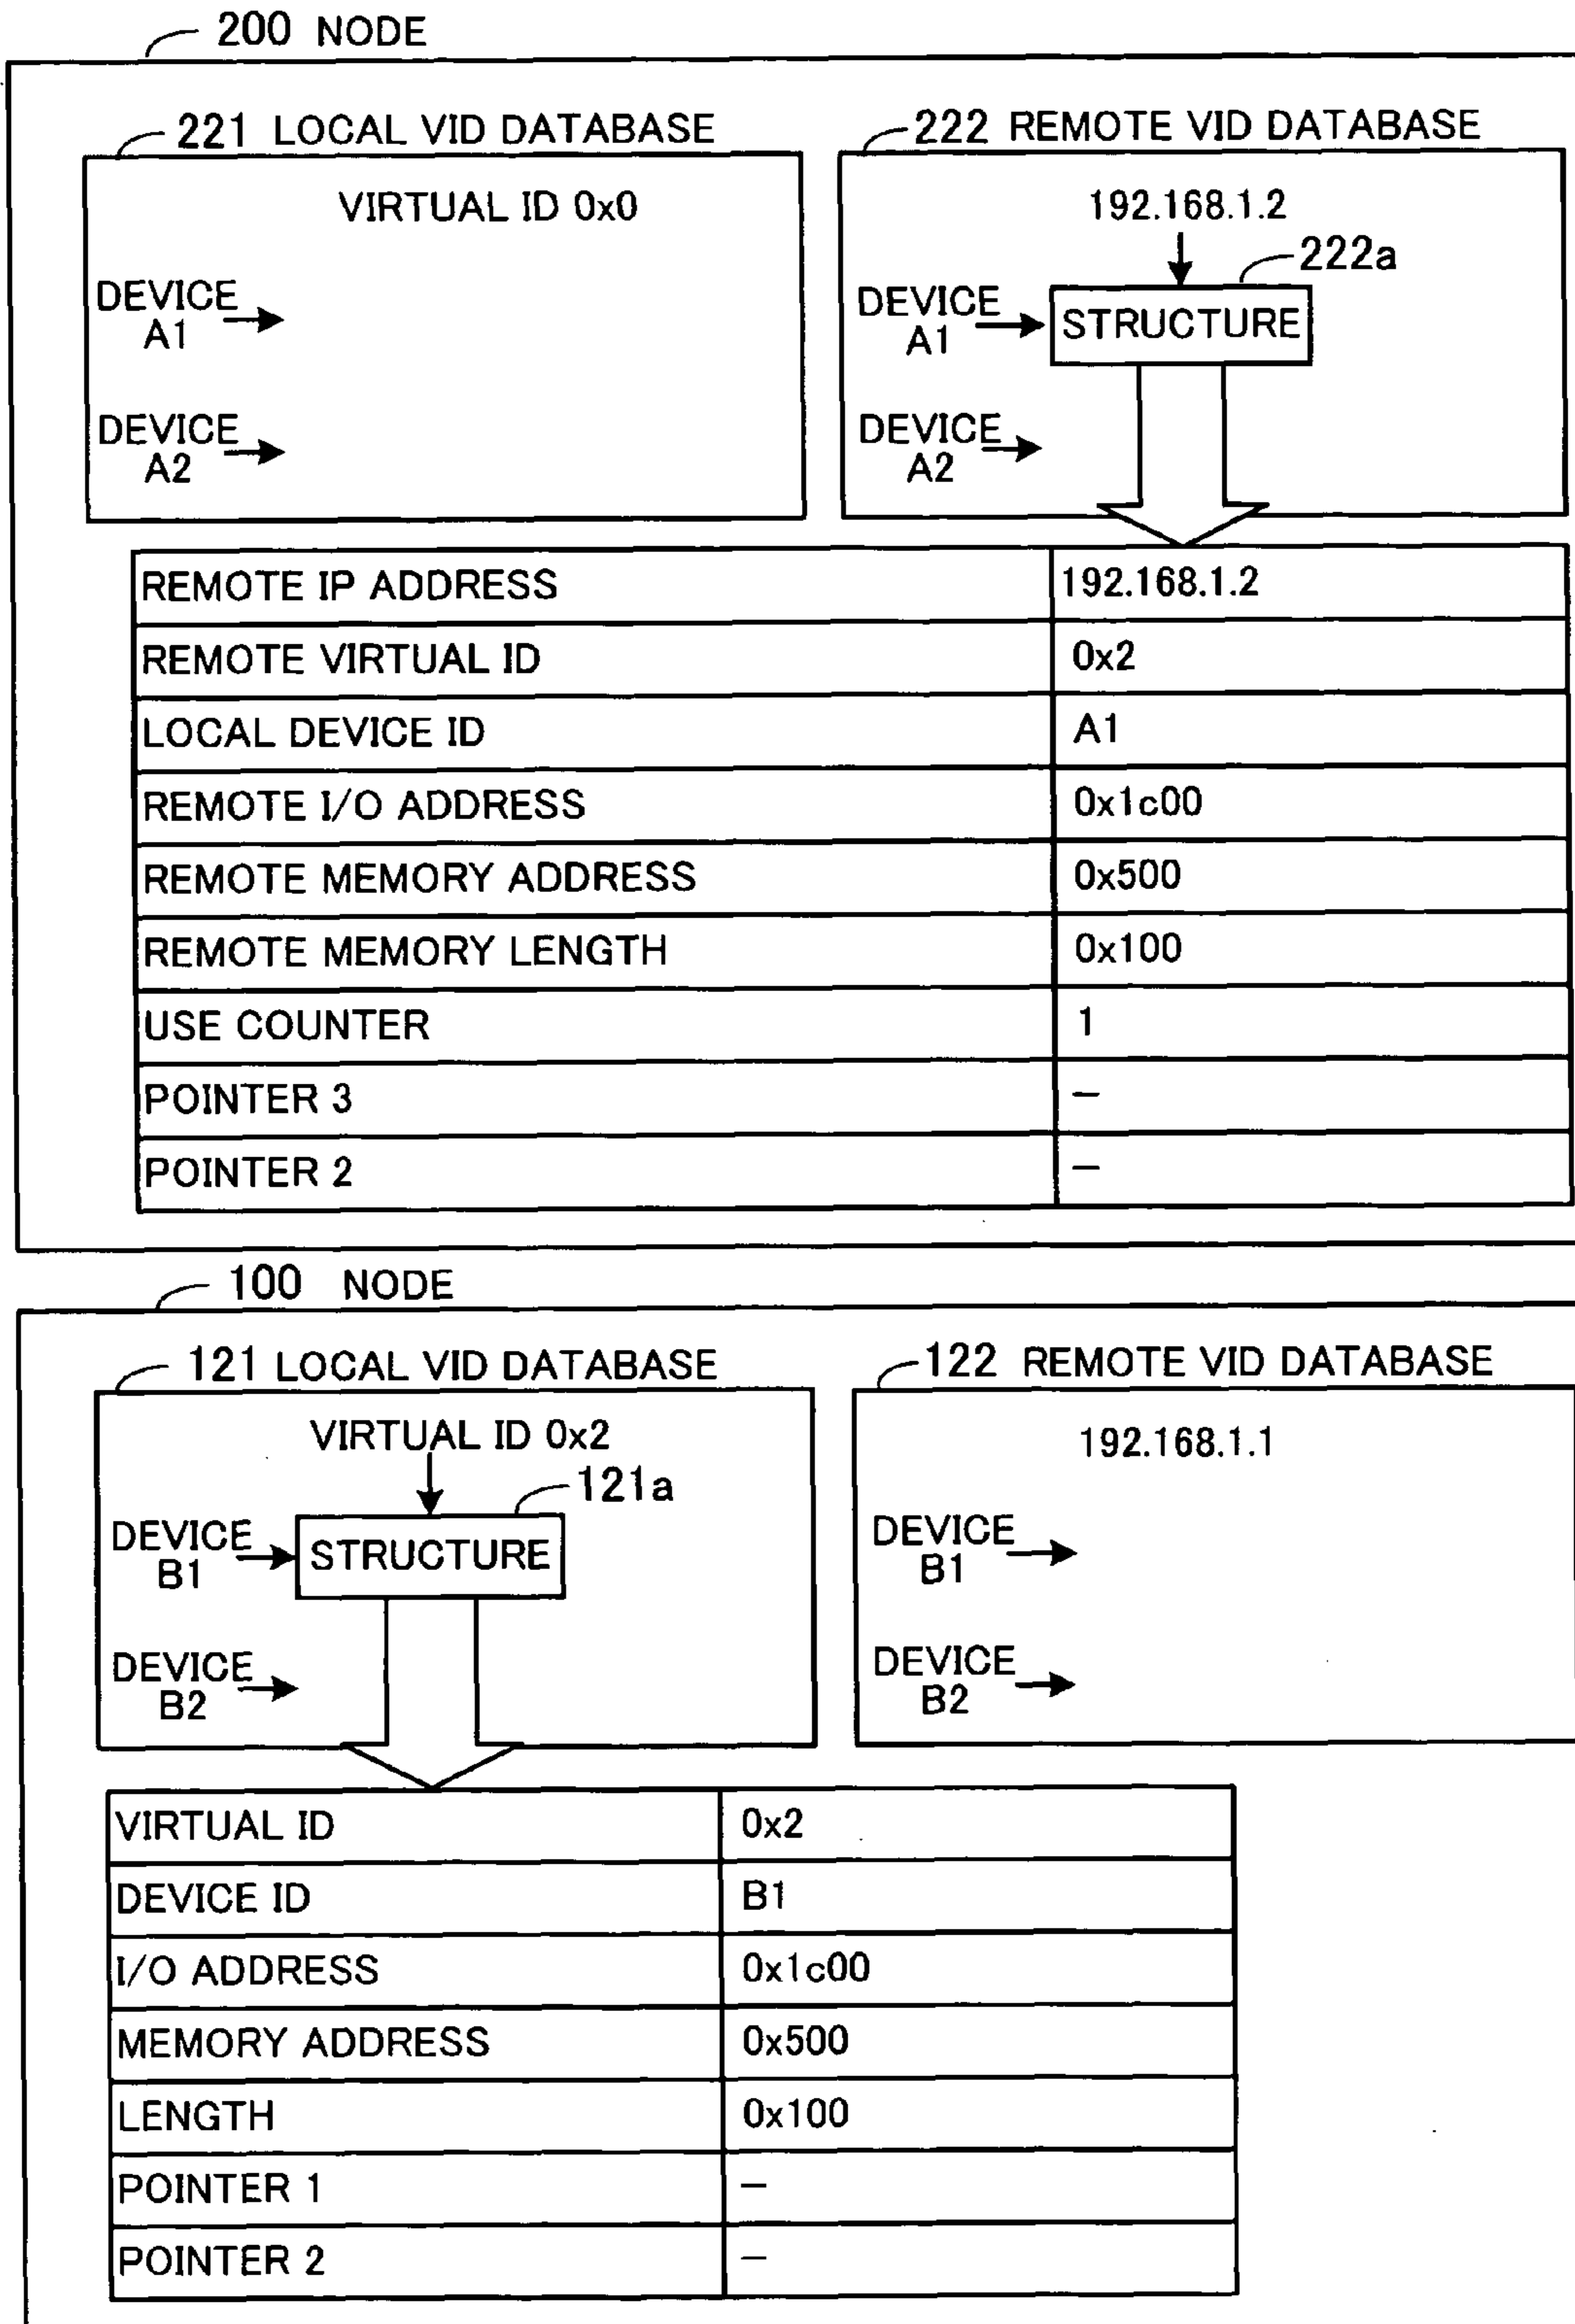 200 NODE
221 LOCAL VID DATABASE
222 REMOTE VID DATABASE
VIRTUAL ID 0x0
DEVICE
A1
DEVICE
A2
192.168.1.2
222a
DEVICE
A1
STRUCTURE
DEVICE
A2
REMOTE IP ADDRESS 192.168.1.2
REMOTE VIRTUAL ID 0x2
LOCAL DEVICE ID A1
REMOTE I/O ADDRESS 0x1c00
REMOTE MEMORY ADDRESS 0x500
REMOTE MEMORY LENGTH 0x100
USE COUNTER 1
POINTER 3 −
POINTER 2 −
100 NODE
121 LOCAL VID DATABASE
122 REMOTE VID DATABASE
VIRTUAL ID 0x2
121a
DEVICE
B1
STRUCTURE
DEVICE
B2
192.168.1.1
DEVICE
B1
DEVICE
B2
VIRTUAL ID 0x2
DEVICE ID B1
I/O ADDRESS 0x1c00
MEMORY ADDRESS 0x500
LENGTH 0x100
POINTER 1 −
POINTER 2 −